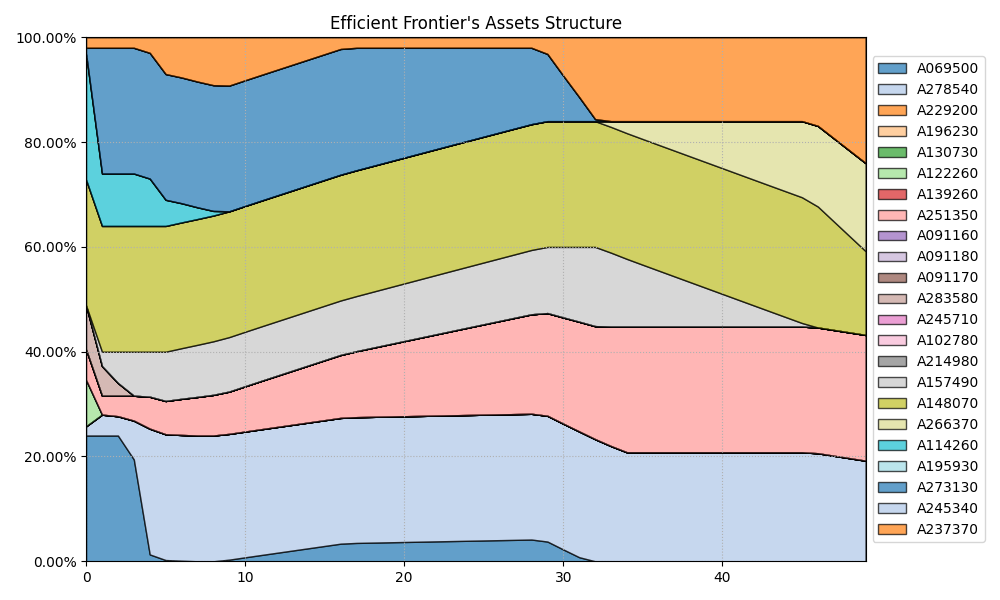 Efficient Frontier's Assets Structure
100.00%
80.00%
60.00%
40.00%
20.00%
0.00%
0
10
20
30
40
A069500
A278540
A229200
A196230
A130730
A122260
A139260
A251350
A091160
A091180
A091170
A283580
A245710
A102780
A214980
A157490
A148070
A266370
A114260
A195930
A273130
A245340
A237370